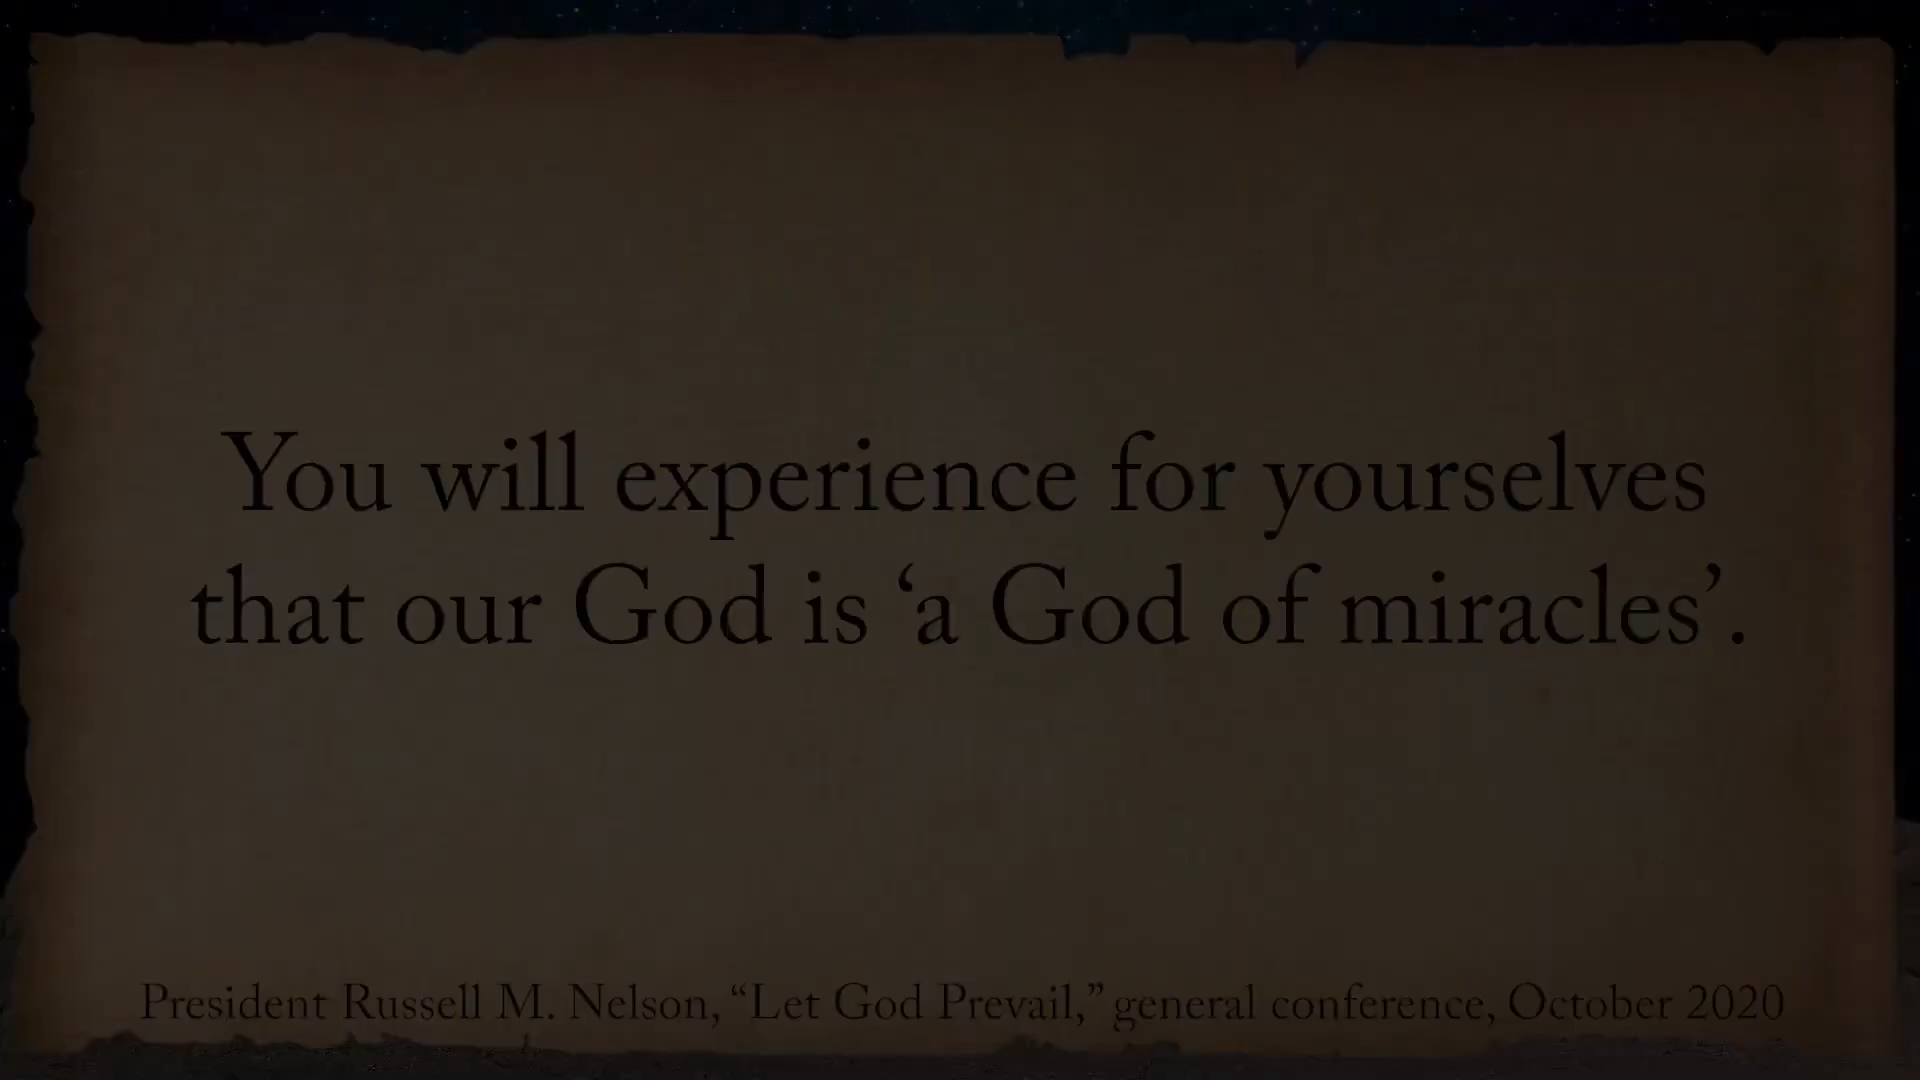 You will experience for yourselves
that our God is ‘a God of miracles’.
President Russell M. Nelson, “Let God Prevail,” general conference, October 2020